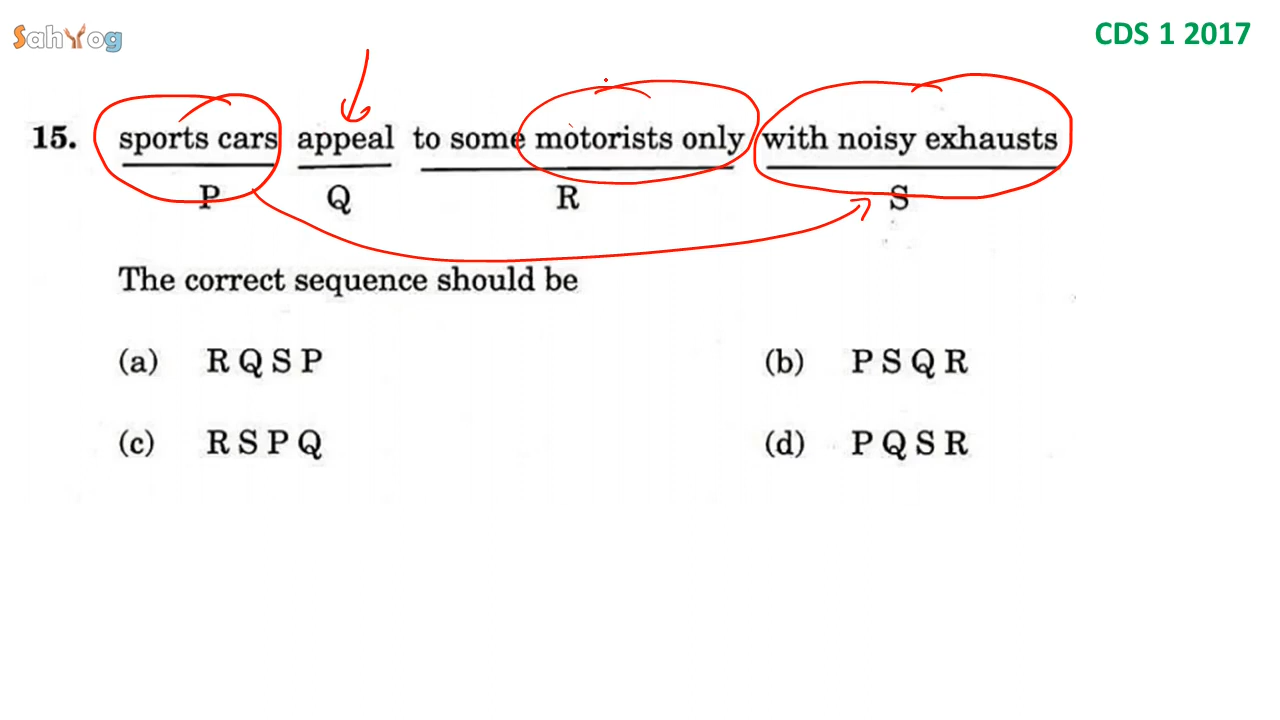 SahYog
CDS 1 2017
15. sports cars appeal to some motorists only with noisy exhausts
P Q R S
The correct sequence should be
(a) R Q S P (b) P S Q R
(c) R S P Q (d) P Q S R